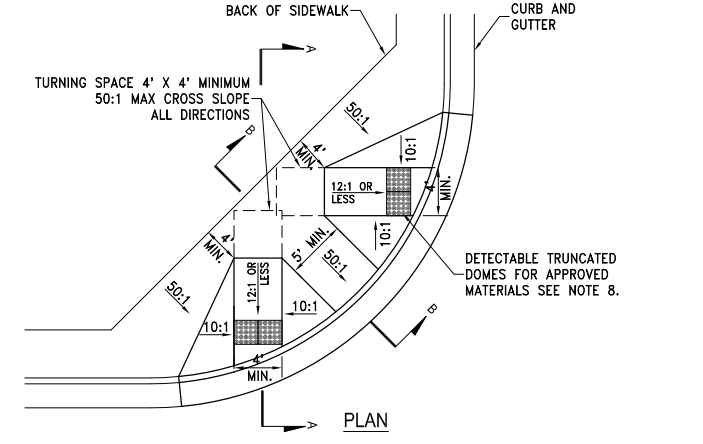 BACK OF SIDEWALK
CURB AND
GUTTER
A
TURNING SPACE 4' X 4' MINIMUM
50:1 MAX CROSS SLOPE
ALL DIRECTIONS
B
50:1
4'
MIN.
10:1
12:1 OR
LESS
4'
MIN.
10:1
4'
MIN.
5' MIN.
50:1
DETECTABLE TRUNCATED
DOMES FOR APPROVED
MATERIALS SEE NOTE 8.
50:1
12:1 OR
LESS
10:1
10:1
B
4'
MIN.
A
PLAN